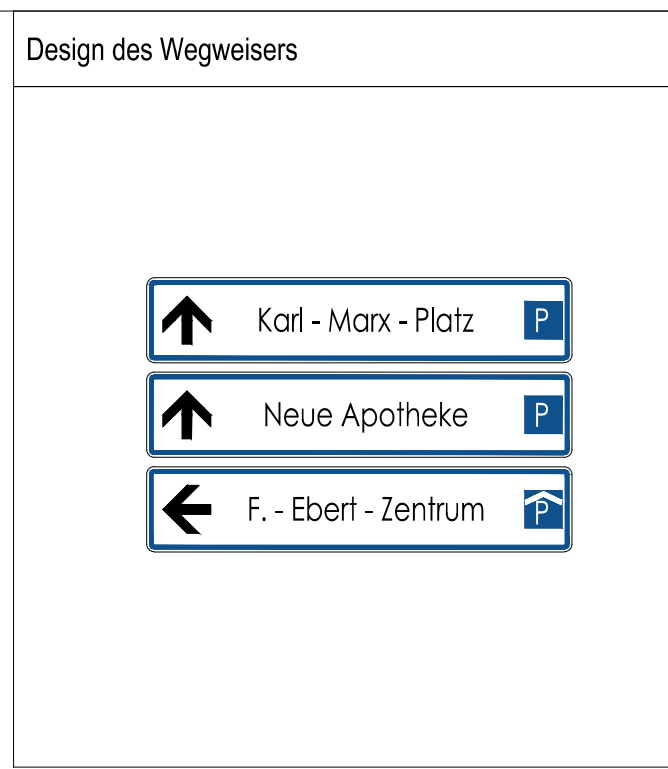 Design des Wegweisers
Karl - Marx - Platz P
Neue Apotheke P
F. - Ebert - Zentrum P